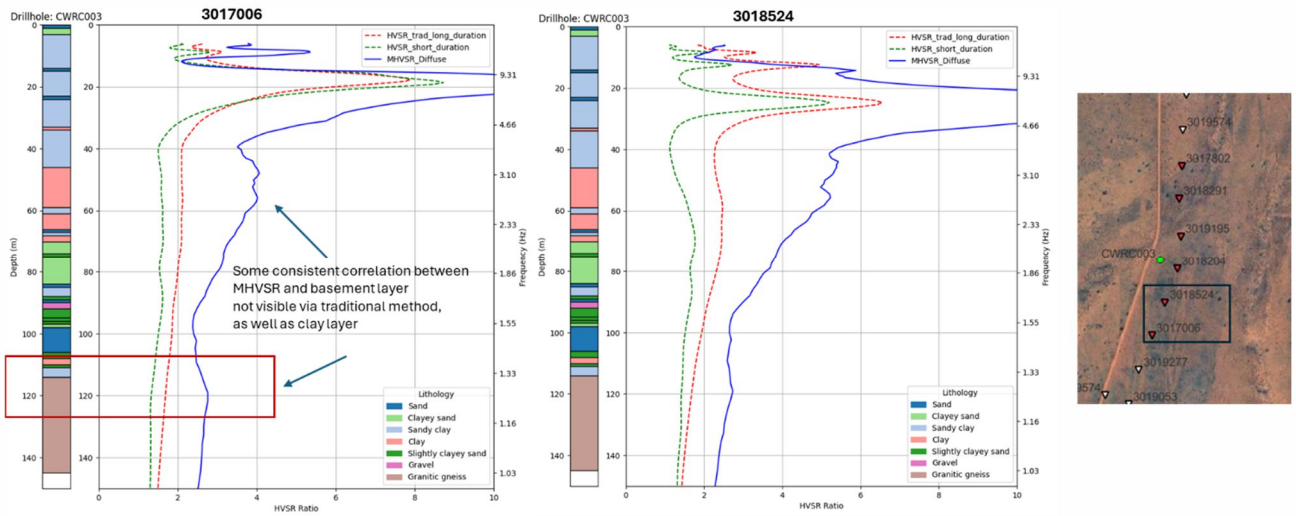 Drillhole: CWRC003
3017006
HVSR_trad_long_duration
HVSR_short_duration
MHVSR_Diffuse
0
20
40
60
80
100
120
140
Depth (m)
9.31
4.66
3.10
2.33
1.86
1.55
1.33
1.16
1.03
Frequency (Hz)
Some consistent correlation between
MHVSR and basement layer
not visible via traditional method,
as well as clay layer
Lithology
Sand
Clayey sand
Sandy clay
Clay
Slightly clayey sand
Gravel
Granitic gneiss
0 2 4 6 8 10
HVSR Ratio
Drillhole: CWRC003
3018524
HVSR_trad_long_duration
HVSR_short_duration
MHVSR_Diffuse
0
20
40
60
80
100
120
140
Depth (m)
9.31
4.66
3.10
2.33
1.86
1.55
1.33
1.16
1.03
Frequency (Hz)
Lithology
Sand
Clayey sand
Sandy clay
Clay
Slightly clayey sand
Gravel
Granitic gneiss
0 2 4 6 8 10
HVSR Ratio
3019574
3017802
3018291
3019195
CWRC003
3018204
3018524
3017006
3019277
9574
3019053